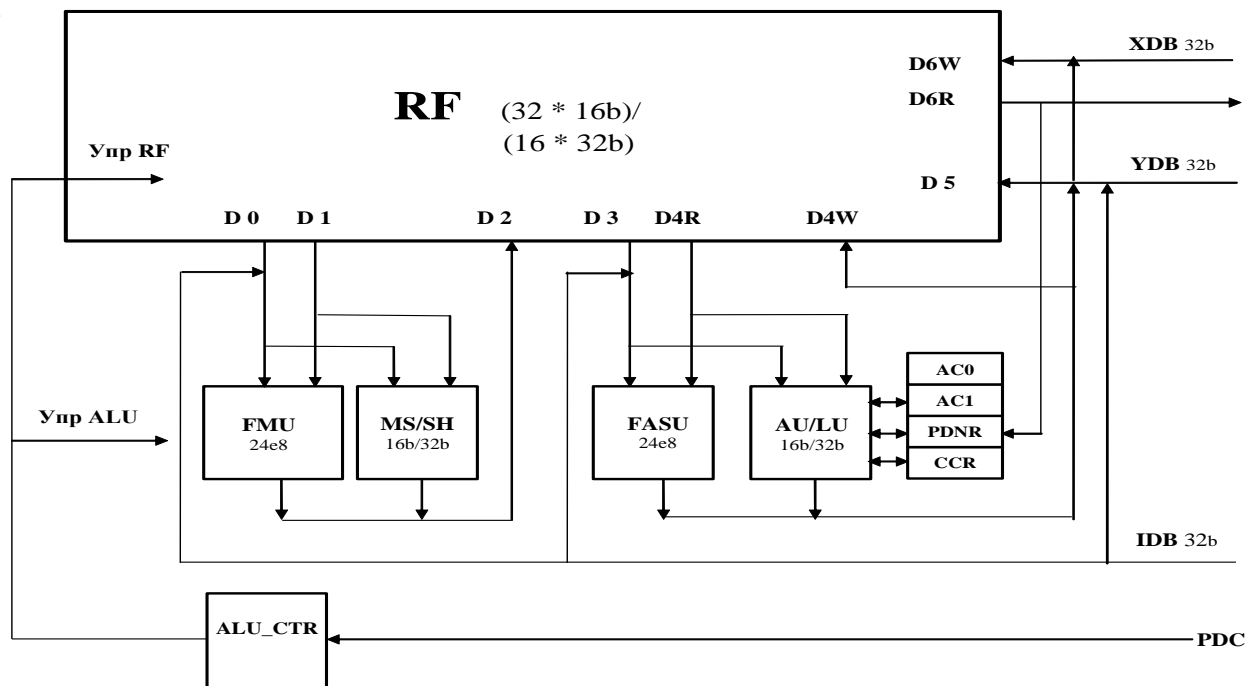 XDB 32b
D6W
RF (32 * 16b)/
(16 * 32b)
D6R
Упр RF
YDB 32b
D 5
D 0 D 1 D 2 D 3 D4R D4W
AC0
AC1
PDNR
CCR
Упр ALU
FMU
24e8
MS/SH
16b/32b
FASU
24e8
AU/LU
16b/32b
IDB 32b
ALU_CTR
PDC